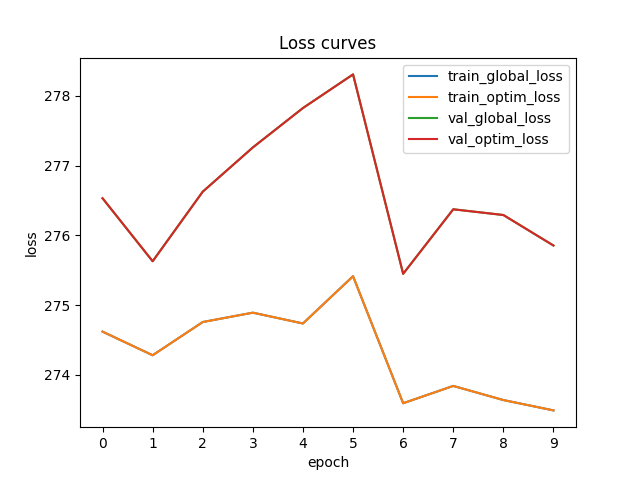 Loss curves
train_global_loss
train_optim_loss
val_global_loss
val_optim_loss
278
277
276
275
274
loss
0 1 2 3 4 5 6 7 8 9
epoch